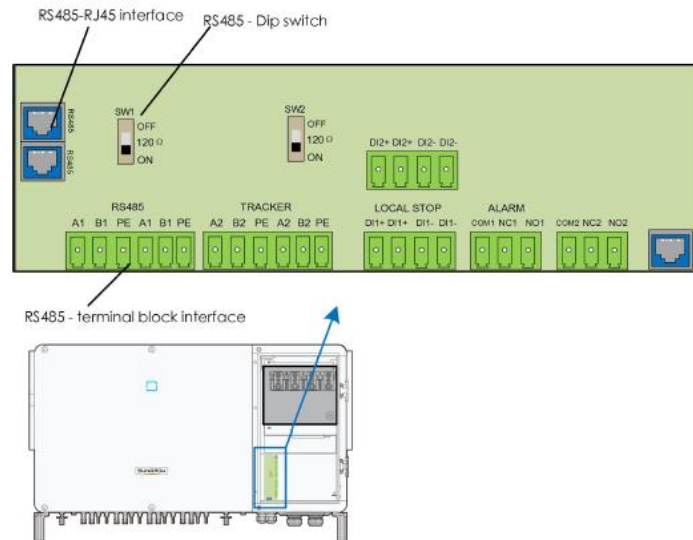 RS485-RJ45 interface
RS485 - Dip switch
RS485
RS485
SW1
OFF
120 Ω
ON
SW2
OFF
120 Ω
ON
DI2+ DI2+ DI2- DI2-
RS485
A1 B1 PE A1 B1 PE
TRACKER
A2 B2 PE A2 B2 PE
LOCAL STOP
DI1+ DI1+ DI1- DI1-
ALARM
COM1 NC1 NO1
COM2 NC2 NO2
RS485 - terminal block interface
SUNGROW